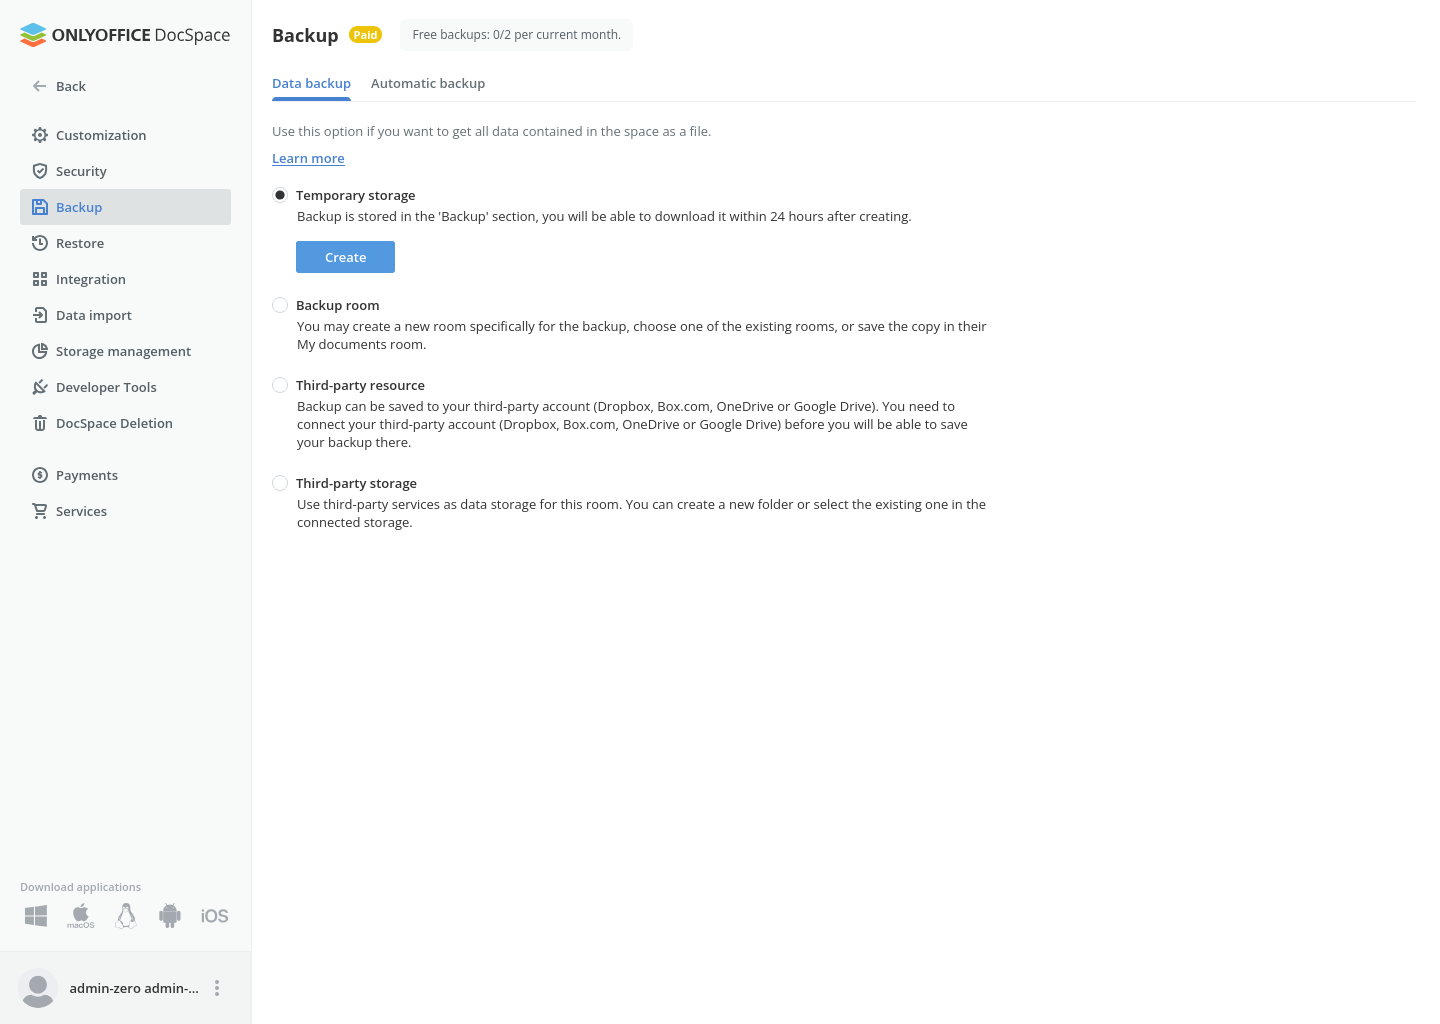 ONLYOFFICE DocSpace
Back
Customization
Security
Backup
Restore
Integration
Data import
Storage management
Developer Tools
DocSpace Deletion
Payments
Services
Download applications
macOS
iOS
admin-zero admin-...
Backup
Paid
Free backups: 0/2 per current month.
Data backup
Automatic backup
Use this option if you want to get all data contained in the space as a file.
Learn more
Temporary storage
Backup is stored in the 'Backup' section, you will be able to download it within 24 hours after creating.
Create
Backup room
You may create a new room specifically for the backup, choose one of the existing rooms, or save the copy in their
My documents room.
Third-party resource
Backup can be saved to your third-party account (Dropbox, Box.com, OneDrive or Google Drive). You need to
connect your third-party account (Dropbox, Box.com, OneDrive or Google Drive) before you will be able to save
your backup there.
Third-party storage
Use third-party services as data storage for this room. You can create a new folder or select the existing one in the
connected storage.